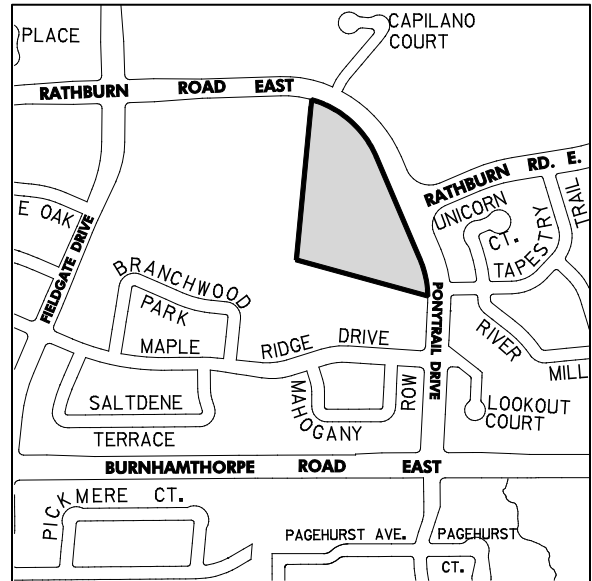 CAPILANO
COURT
PLACE
RATHBURN ROAD EAST
RATHBURN RD. E.
UNICORN
CT.
TAPESTRY
TRAIL
E OAK
FIELDGATE DRIVE
BRANCHWOOD
PARK
PONYTRAIL DRIVE
MAPLE RIDGE DRIVE
RIVER
MILL
SALTDENE
TERRACE
MAHOGANY
ROW
LOOKOUT
COURT
BURNHAMTHORPE ROAD EAST
PICKMERE CT.
PAGEHURST AVE.
PAGEHURST
CT.